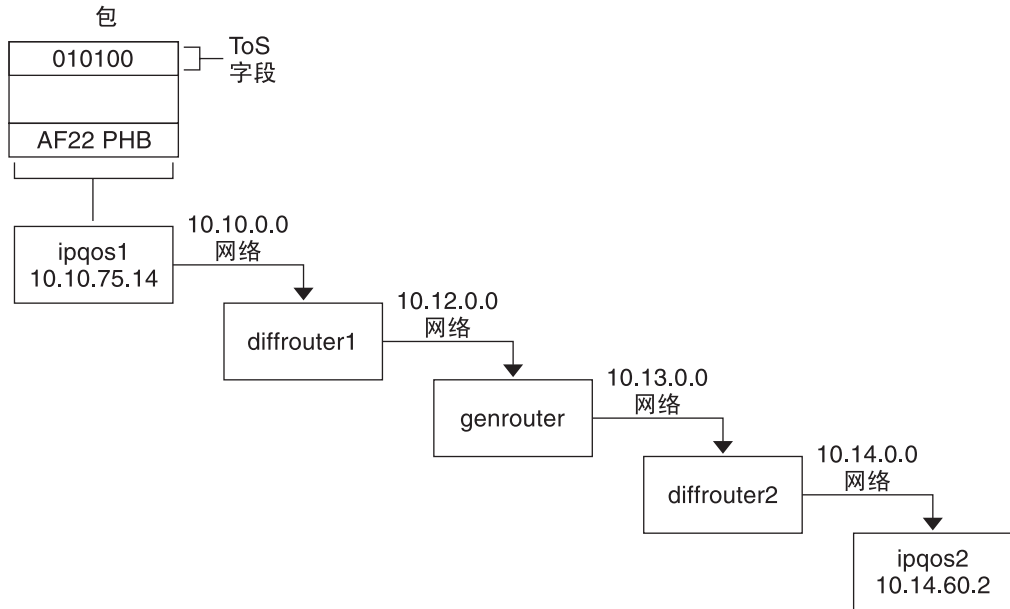 包
010100
ToS
字段
AF22 PHB
ipqos1
10.10.75.14
10.10.0.0
网络
diffrouter1
10.12.0.0
网络
genrouter
10.13.0.0
网络
diffrouter2
10.14.0.0
网络
ipqos2
10.14.60.2